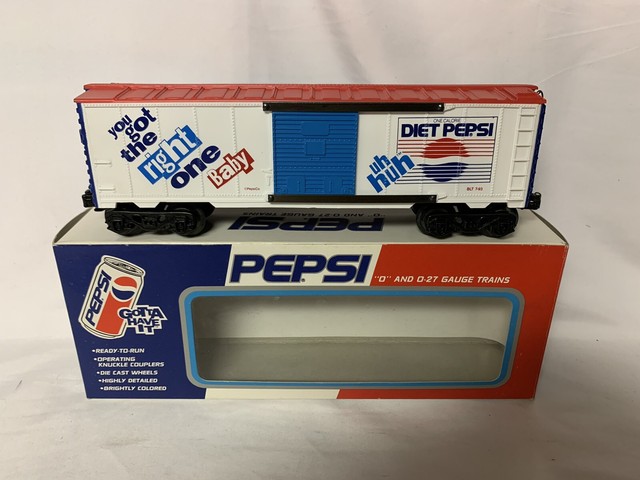 you
got
the
right
one
Baby
uh
huh
ONE CALORIE
DIET PEPSI
PEPSI
PEPSI
"O" AND O-27 GAUGE TRAINS
PEPSI
GOTTA
HAVE
IT
•READY-TO-RUN
•OPERATING
KNUCKLE COUPLERS
•DIE CAST WHEELS
•HIGHLY DETAILED
•BRIGHTLY COLORED